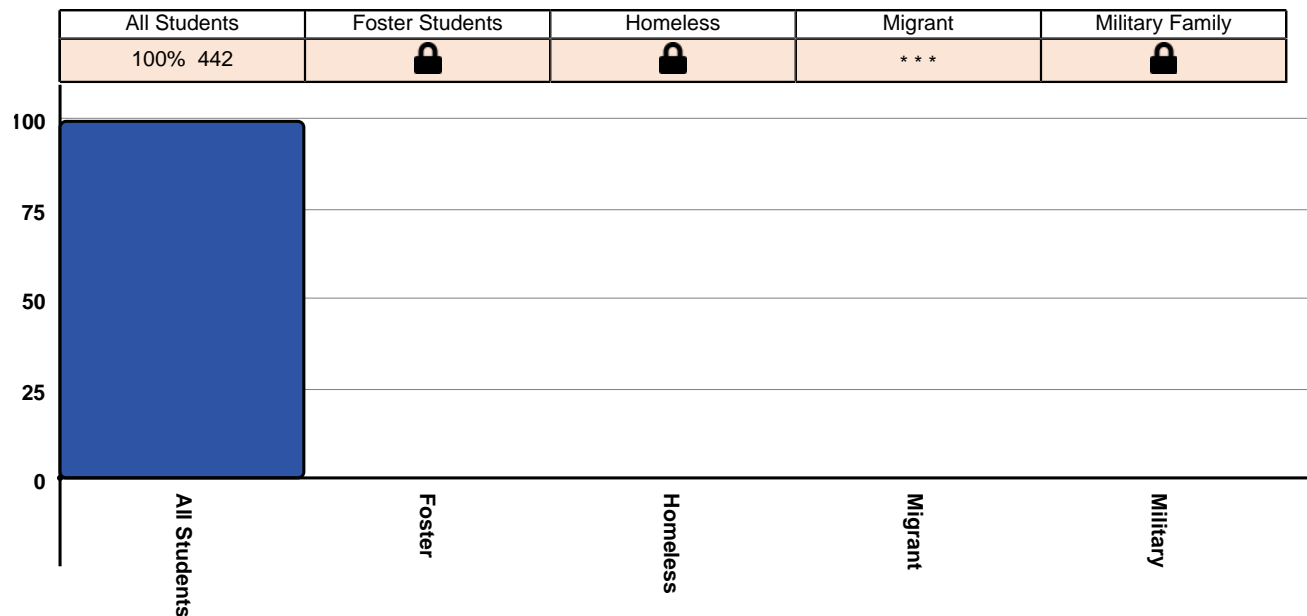 All Students Foster Students Homeless Migrant Military Family
100% 442 * * *
100
75
50
25
0
All Students
Foster
Homeless
Migrant
Military